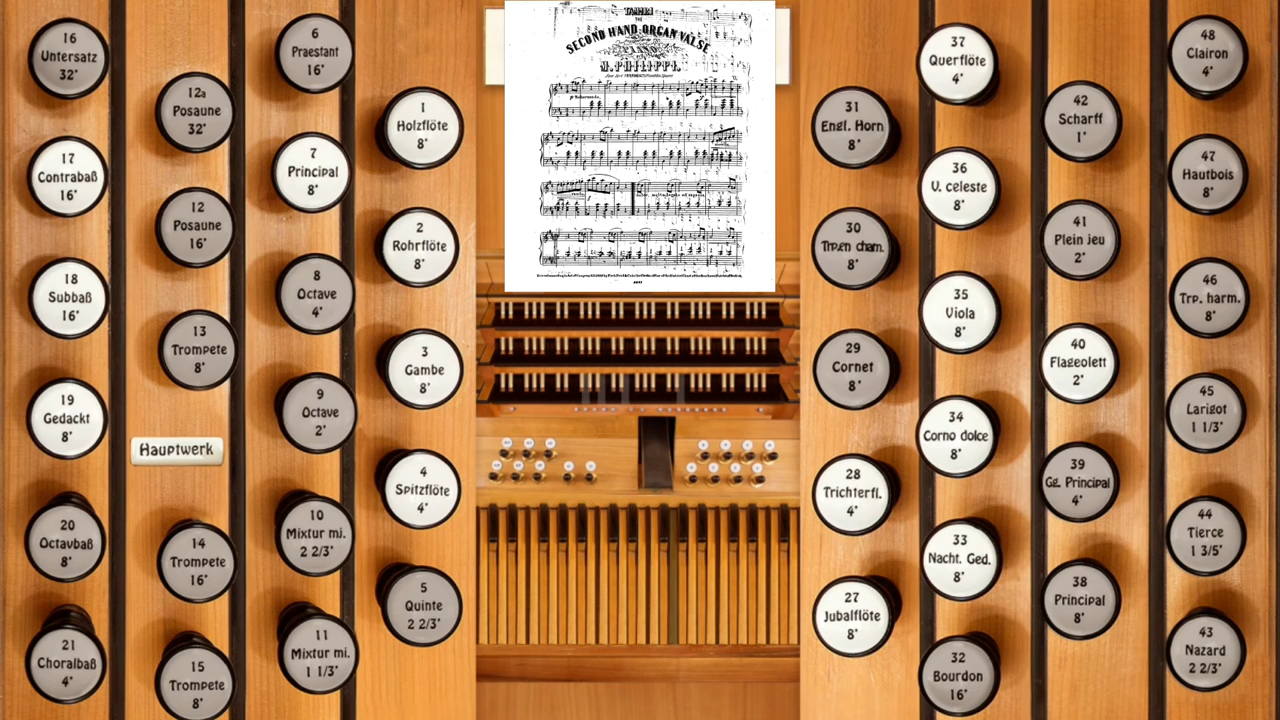 16
Untersatz
32'
17
Contrabaß
16'
18
Subbaß
16'
19
Gedackt
8'
20
Octavbaß
8'
21
Choralbaß
4'
12a
Posaune
32'
12
Posaune
16'
13
Trompete
8'
Hauptwerk
14
Trompete
16'
15
Trompete
8'
6
Praestant
16'
7
Principal
8'
8
Octave
4'
9
Octave
2'
10
Mixtur mi.
2 2/3'
11
Mixtur mi.
1 1/3'
1
Holzflöte
8'
2
Rohrflöte
8'
3
Gambe
8'
4
Spitzflöte
4'
5
Quinte
2 2/3'
THE
SECOND HAND ORGAN VALSE
M. PHILIPPI.
31
Engl. Horn
8'
30
Trp.en cham.
8'
29
Cornet
8'
28
Trichterfl.
4'
27
Jubalflöte
8'
37
Querflöte
4'
36
V. celeste
8'
35
Viola
8'
34
Corno dolce
8'
33
Nacht. Ged.
8'
32
Bourdon
16'
42
Scharff
1'
41
Plein jeu
2'
40
Flageolett
2'
39
Gg. Principal
4'
38
Principal
8'
48
Clairon
4'
47
Hautbois
8'
46
Trp. harm.
8'
45
Larigot
1 1/3'
44
Tierce
1 3/5'
43
Nazard
2 2/3'